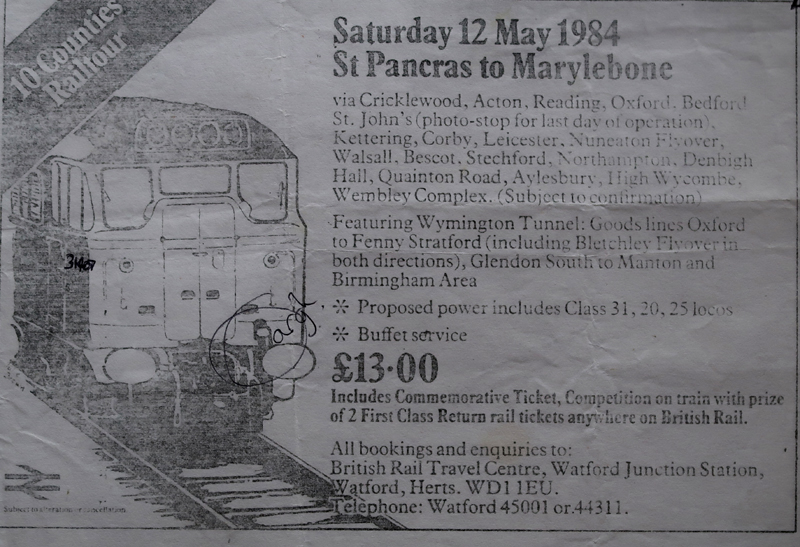 10 Counties
Railtour
Saturday 12 May 1984
St Pancras to Marylebone
via Cricklewood, Acton, Reading, Oxford, Bedford
St. John's (photo-stop for last day of operation),
Kettering, Corby, Leicester, Nuneaton Flyover,
Walsall, Bescot, Stechford, Northampton, Denbigh
Hall, Quainton Road, Aylesbury, High Wycombe,
Wembley Complex. (Subject to confirmation)
Featuring Wymington Tunnel: Goods lines Oxford
to Fenny Stratford (including Bletchley Flyover in
both directions), Glendon South to Manton and
Birmingham Area
* Proposed power includes Class 31, 20, 25 locos
* Buffet service
£13·00
Includes Commemorative Ticket, Competition on train with prize
of 2 First Class Return rail tickets anywhere on British Rail.
All bookings and enquiries to:
British Rail Travel Centre, Watford Junction Station,
Watford, Herts. WD1 1EU.
Telephone: Watford 45001 or 44311.
Subject to alteration or cancellation